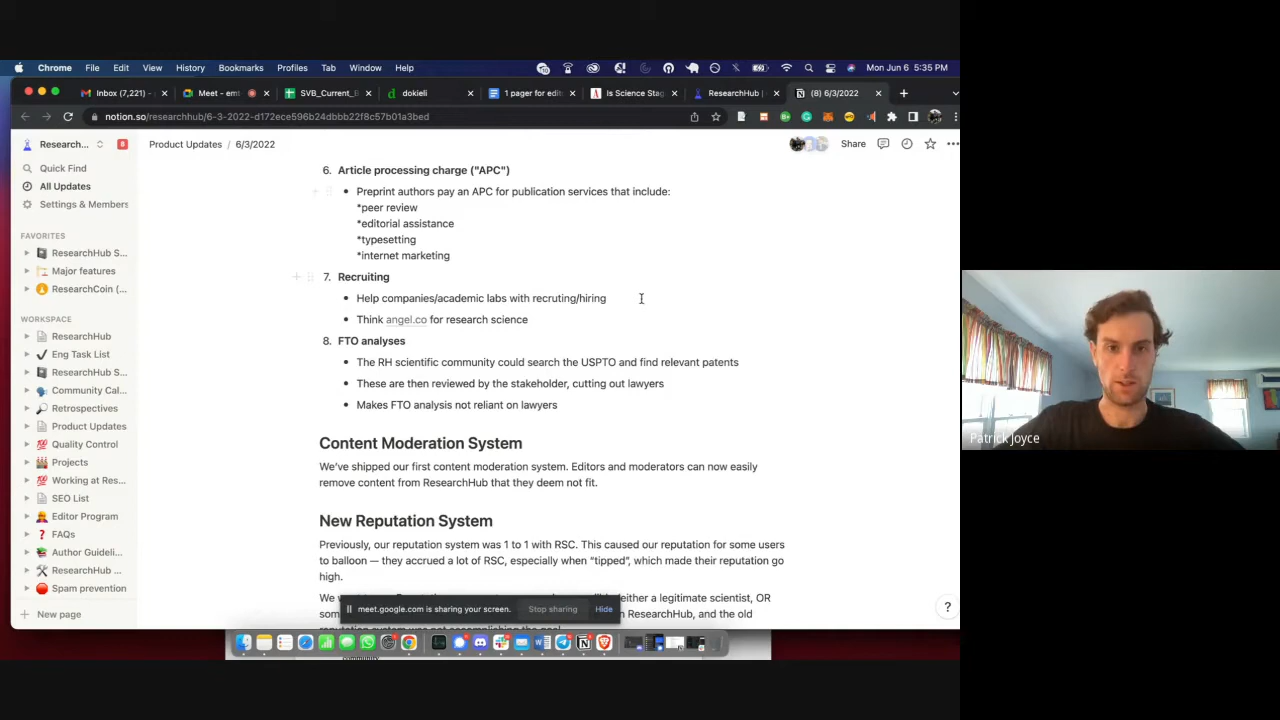 Chrome File Edit View History Bookmarks Profiles Tab Window Help Mon Jun 6 5:35 PM
Inbox (7,221) - Meet - em SVB_Current_B dokieli 1 pager for edit Is Science Stag ResearchHub | (8) 6/3/2022
notion.so/researchhub/6-3-2022-d172ece596b24dbbb22f8c57b01a3bed
Research... 8 Product Updates / 6/3/2022 Share
Quick Find
All Updates
Settings & Members
FAVORITES
ResearchHub S...
Major features
ResearchCoin (...
WORKSPACE
ResearchHub
Eng Task List
ResearchHub S...
Community Cal...
Retrospectives
Product Updates
Quality Control
Projects
Working at Res...
SEO List
Editor Program
FAQs
Author Guideli...
ResearchHub ...
Spam prevention
New page
6. Article processing charge ("APC")
• Preprint authors pay an APC for publication services that include:
*peer review
*editorial assistance
*typesetting
*internet marketing
7. Recruiting
• Help companies/academic labs with recruting/hiring
• Think angel.co for research science
8. FTO analyses
• The RH scientific community could search the USPTO and find relevant patents
• These are then reviewed by the stakeholder, cutting out lawyers
• Makes FTO analysis not reliant on lawyers
Content Moderation System
We've shipped our first content moderation system. Editors and moderators can now easily
remove content from ResearchHub that they deem not fit.
New Reputation System
Previously, our reputation system was 1 to 1 with RSC. This caused our reputation for some users
to balloon — they accrued a lot of RSC, especially when "tipped", which made their reputation go
high.
We either a legitimate scientist, OR
ResearchHub, and the old
meet.google.com is sharing your screen. Stop sharing Hide
?
Patrick Joyce